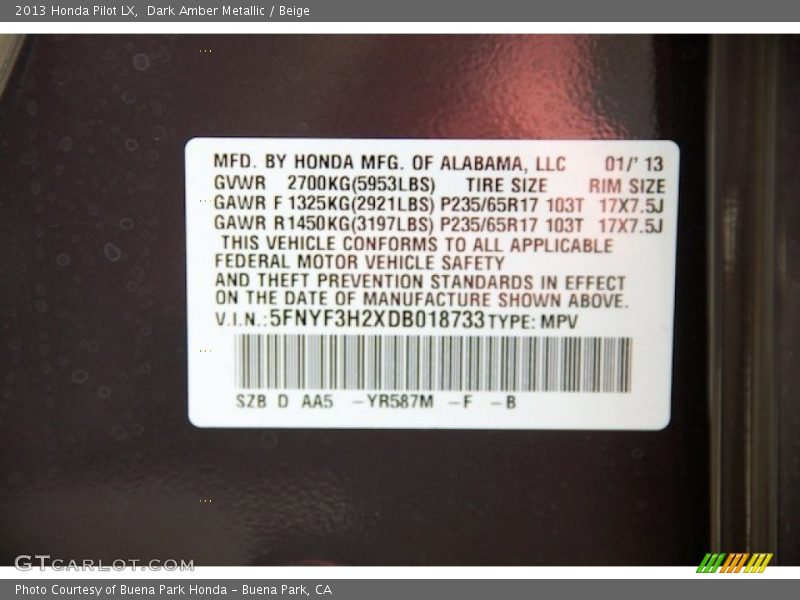 2013 Honda Pilot LX, Dark Amber Metallic / Beige
MFD. BY HONDA MFG. OF ALABAMA, LLC 01/' 13
GVWR 2700KG(5953LBS) TIRE SIZE RIM SIZE
GAWR F 1325KG(2921LBS) P235/65R17 103T 17X7.5J
GAWR R 1450KG(3197LBS) P235/65R17 103T 17X7.5J
THIS VEHICLE CONFORMS TO ALL APPLICABLE
FEDERAL MOTOR VEHICLE SAFETY
AND THEFT PREVENTION STANDARDS IN EFFECT
ON THE DATE OF MANUFACTURE SHOWN ABOVE.
V.I.N.:5FNYF3H2XDB018733 TYPE: MPV
SZB D AA5 -YR587M -F -B
GTCARLOT.COM
Photo Courtesy of Buena Park Honda - Buena Park, CA